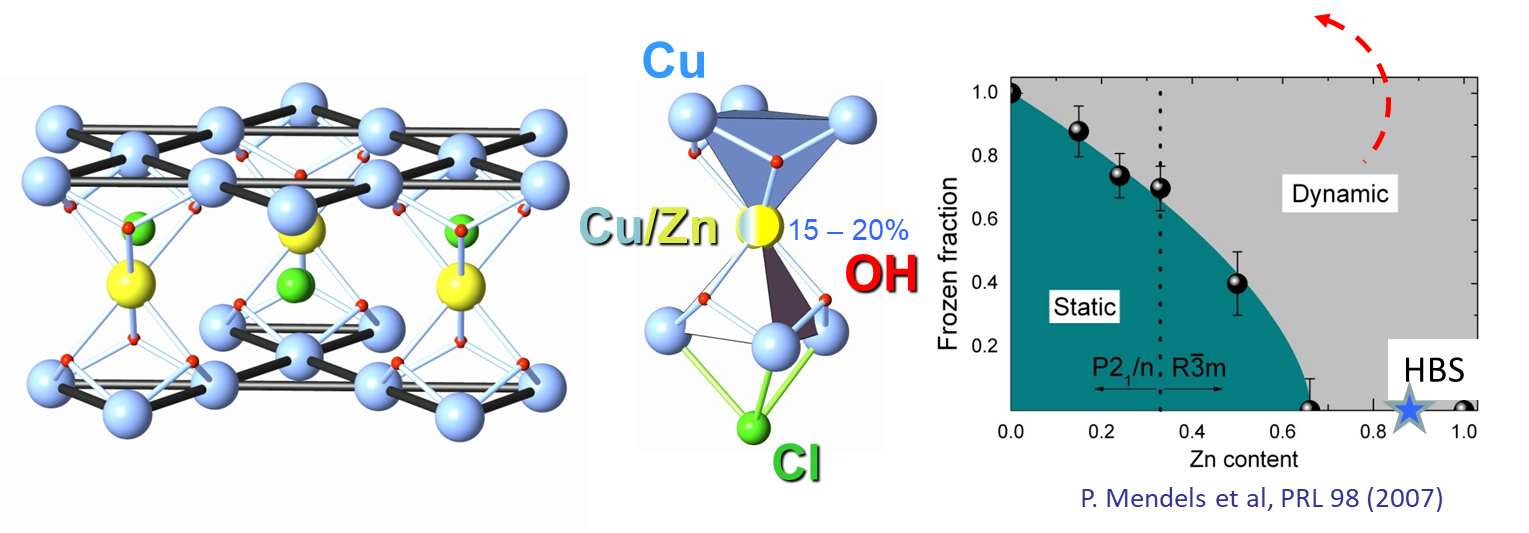 Cu
Cu/Zn
15 – 20%
OH
Cl
Frozen fraction
1.0
0.8
0.6
0.4
0.2
Dynamic
Static
P2₁/n
R3̅m
HBS
0.0 0.2 0.4 0.6 0.8 1.0
Zn content
P. Mendels et al, PRL 98 (2007)